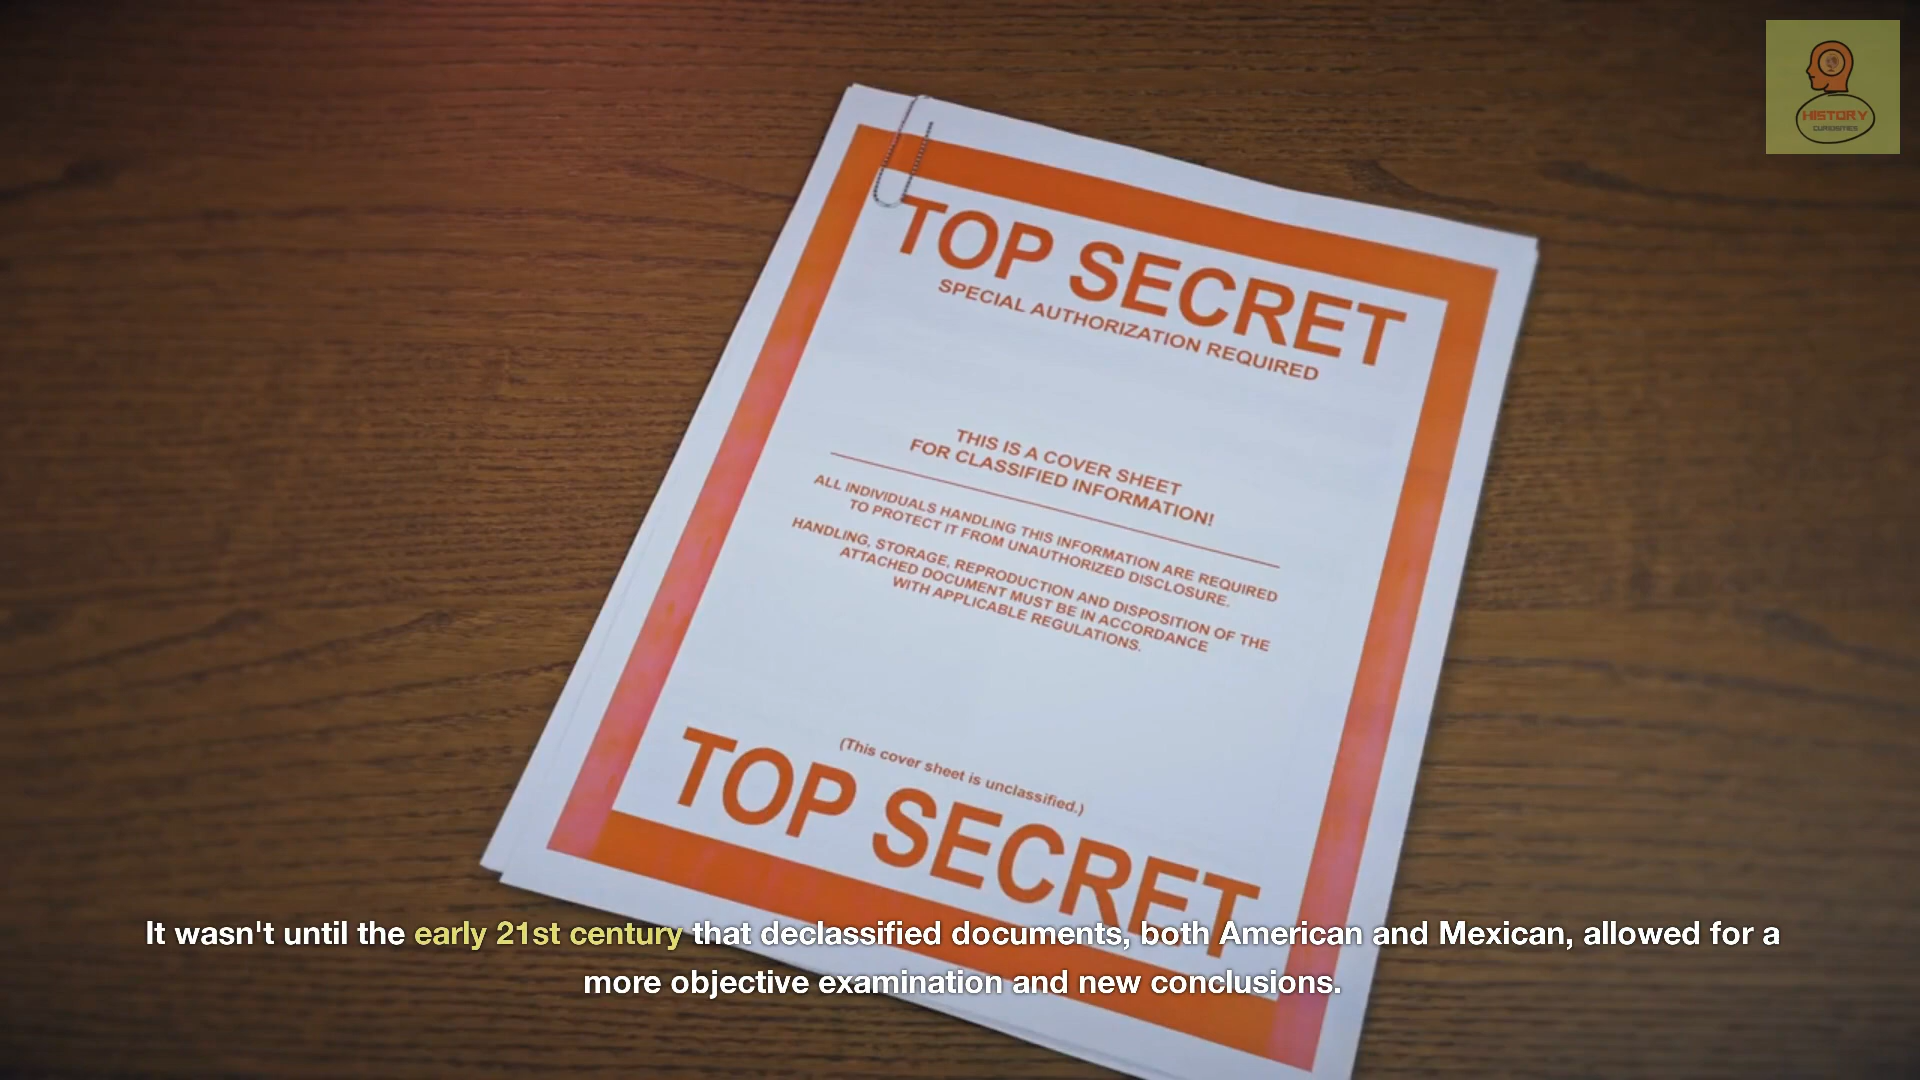 HISTORY
CURIOSITIES
TOP SECRET
SPECIAL AUTHORIZATION REQUIRED
THIS IS A COVER SHEET
FOR CLASSIFIED INFORMATION!
ALL INDIVIDUALS HANDLING THIS INFORMATION ARE REQUIRED
TO PROTECT IT FROM UNAUTHORIZED DISCLOSURE.
HANDLING, STORAGE, REPRODUCTION AND DISPOSITION OF THE
ATTACHED DOCUMENT MUST BE IN ACCORDANCE
WITH APPLICABLE REGULATIONS.
(This cover sheet is unclassified.)
TOP SECRET
It wasn't until the early 21st century that declassified documents, both American and Mexican, allowed for a
more objective examination and new conclusions.